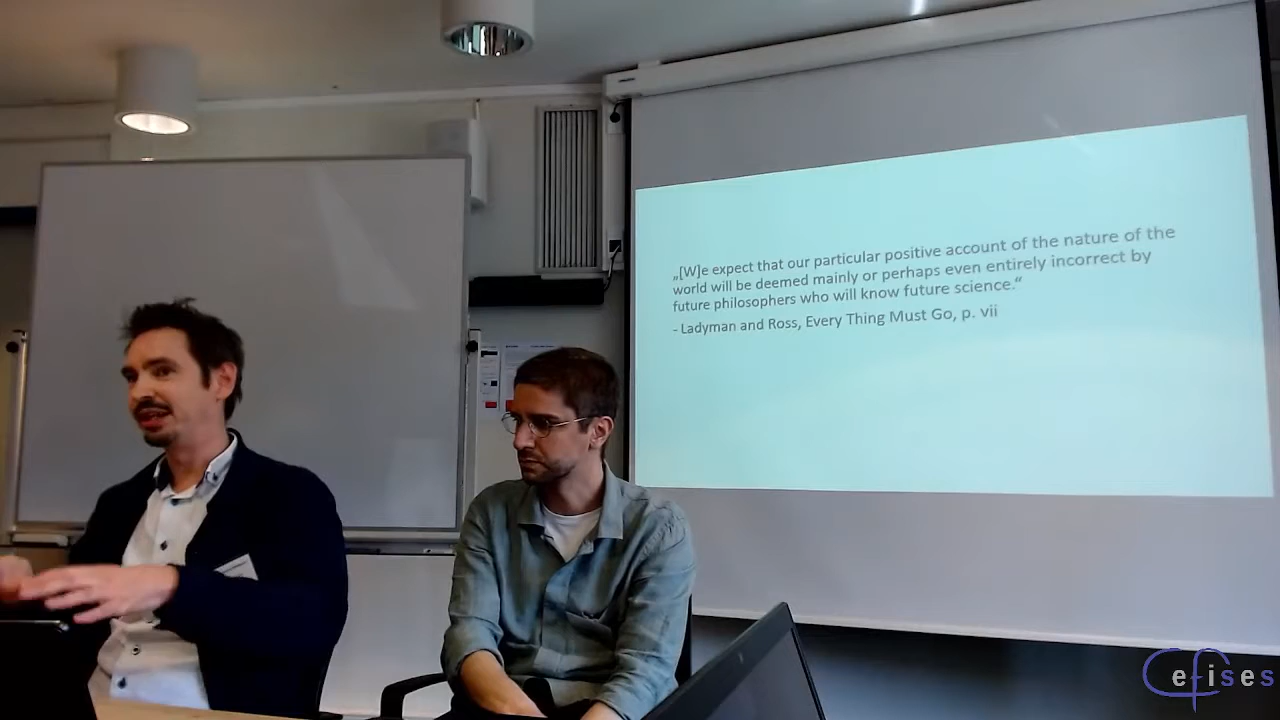 „[W]e expect that our particular positive account of the nature of the
world will be deemed mainly or perhaps even entirely incorrect by
future philosophers who will know future science.“
- Ladyman and Ross, Every Thing Must Go, p. vii
Cefises